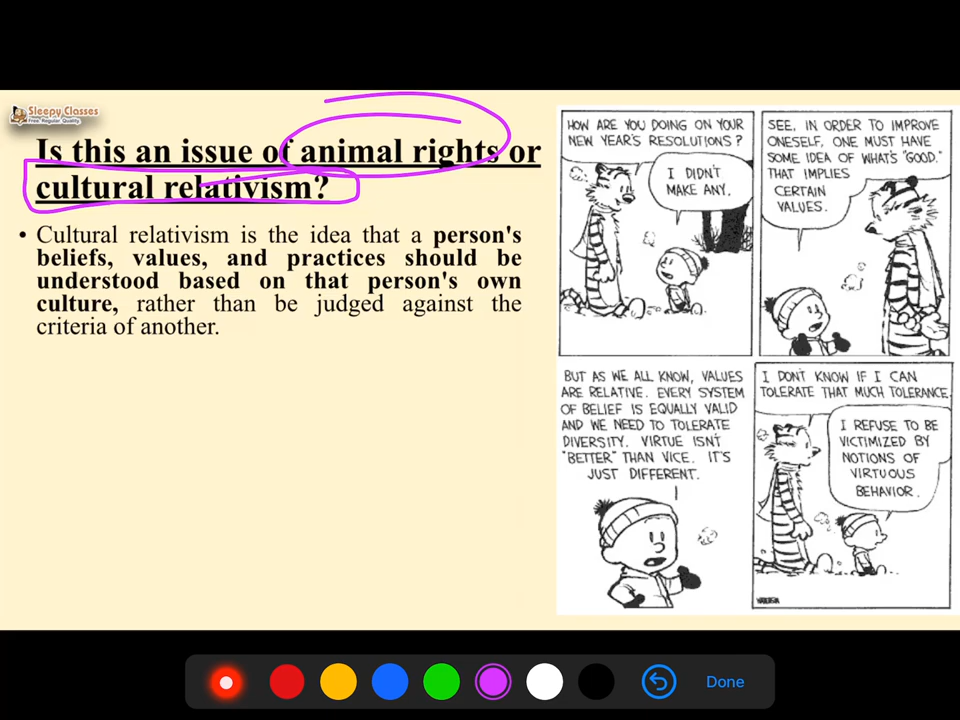 Sleepy Classes
Free. Regular. Quality.
Is this an issue of animal rights or
cultural relativism?
• Cultural relativism is the idea that a person's
beliefs, values, and practices should be
understood based on that person's own
culture, rather than be judged against the
criteria of another.
HOW ARE YOU DOING ON YOUR
NEW YEAR'S RESOLUTIONS?
I DIDN'T
MAKE ANY.
SEE, IN ORDER TO IMPROVE
ONESELF, ONE MUST HAVE
SOME IDEA OF WHAT'S "GOOD."
THAT IMPLIES
CERTAIN
VALUES.
BUT AS WE ALL KNOW, VALUES
ARE RELATIVE. EVERY SYSTEM
OF BELIEF IS EQUALLY VALID
AND WE NEED TO TOLERATE
DIVERSITY. VIRTUE ISN'T
"BETTER" THAN VICE. IT'S
JUST DIFFERENT.
I DON'T KNOW IF I CAN
TOLERATE THAT MUCH TOLERANCE.
I REFUSE TO BE
VICTIMIZED BY
NOTIONS OF
VIRTUOUS
BEHAVIOR.
Done